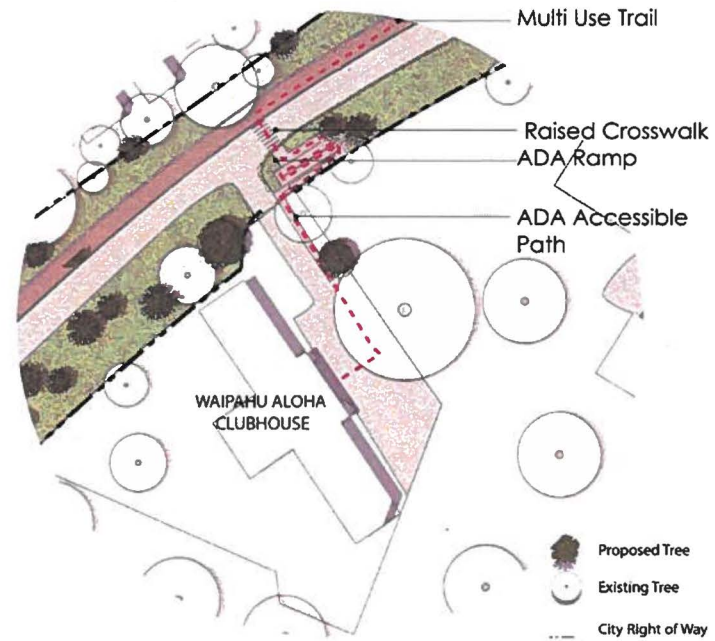 Multi Use Trail
Raised Crosswalk
ADA Ramp
ADA Accessible
Path
WAIPAHU ALOHA
CLUBHOUSE
Proposed Tree
Existing Tree
City Right of Way